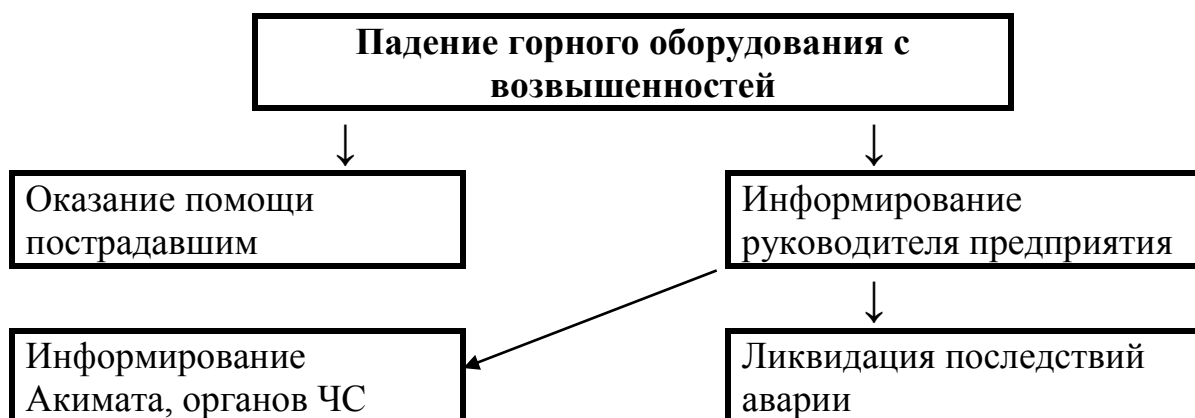 Падение горного оборудования с
возвышенностей
↓ ↓
Оказание помощи
пострадавшим
Информирование
руководителя предприятия
↓
Информирование
Акимата, органов ЧС
Ликвидация последствий
аварии